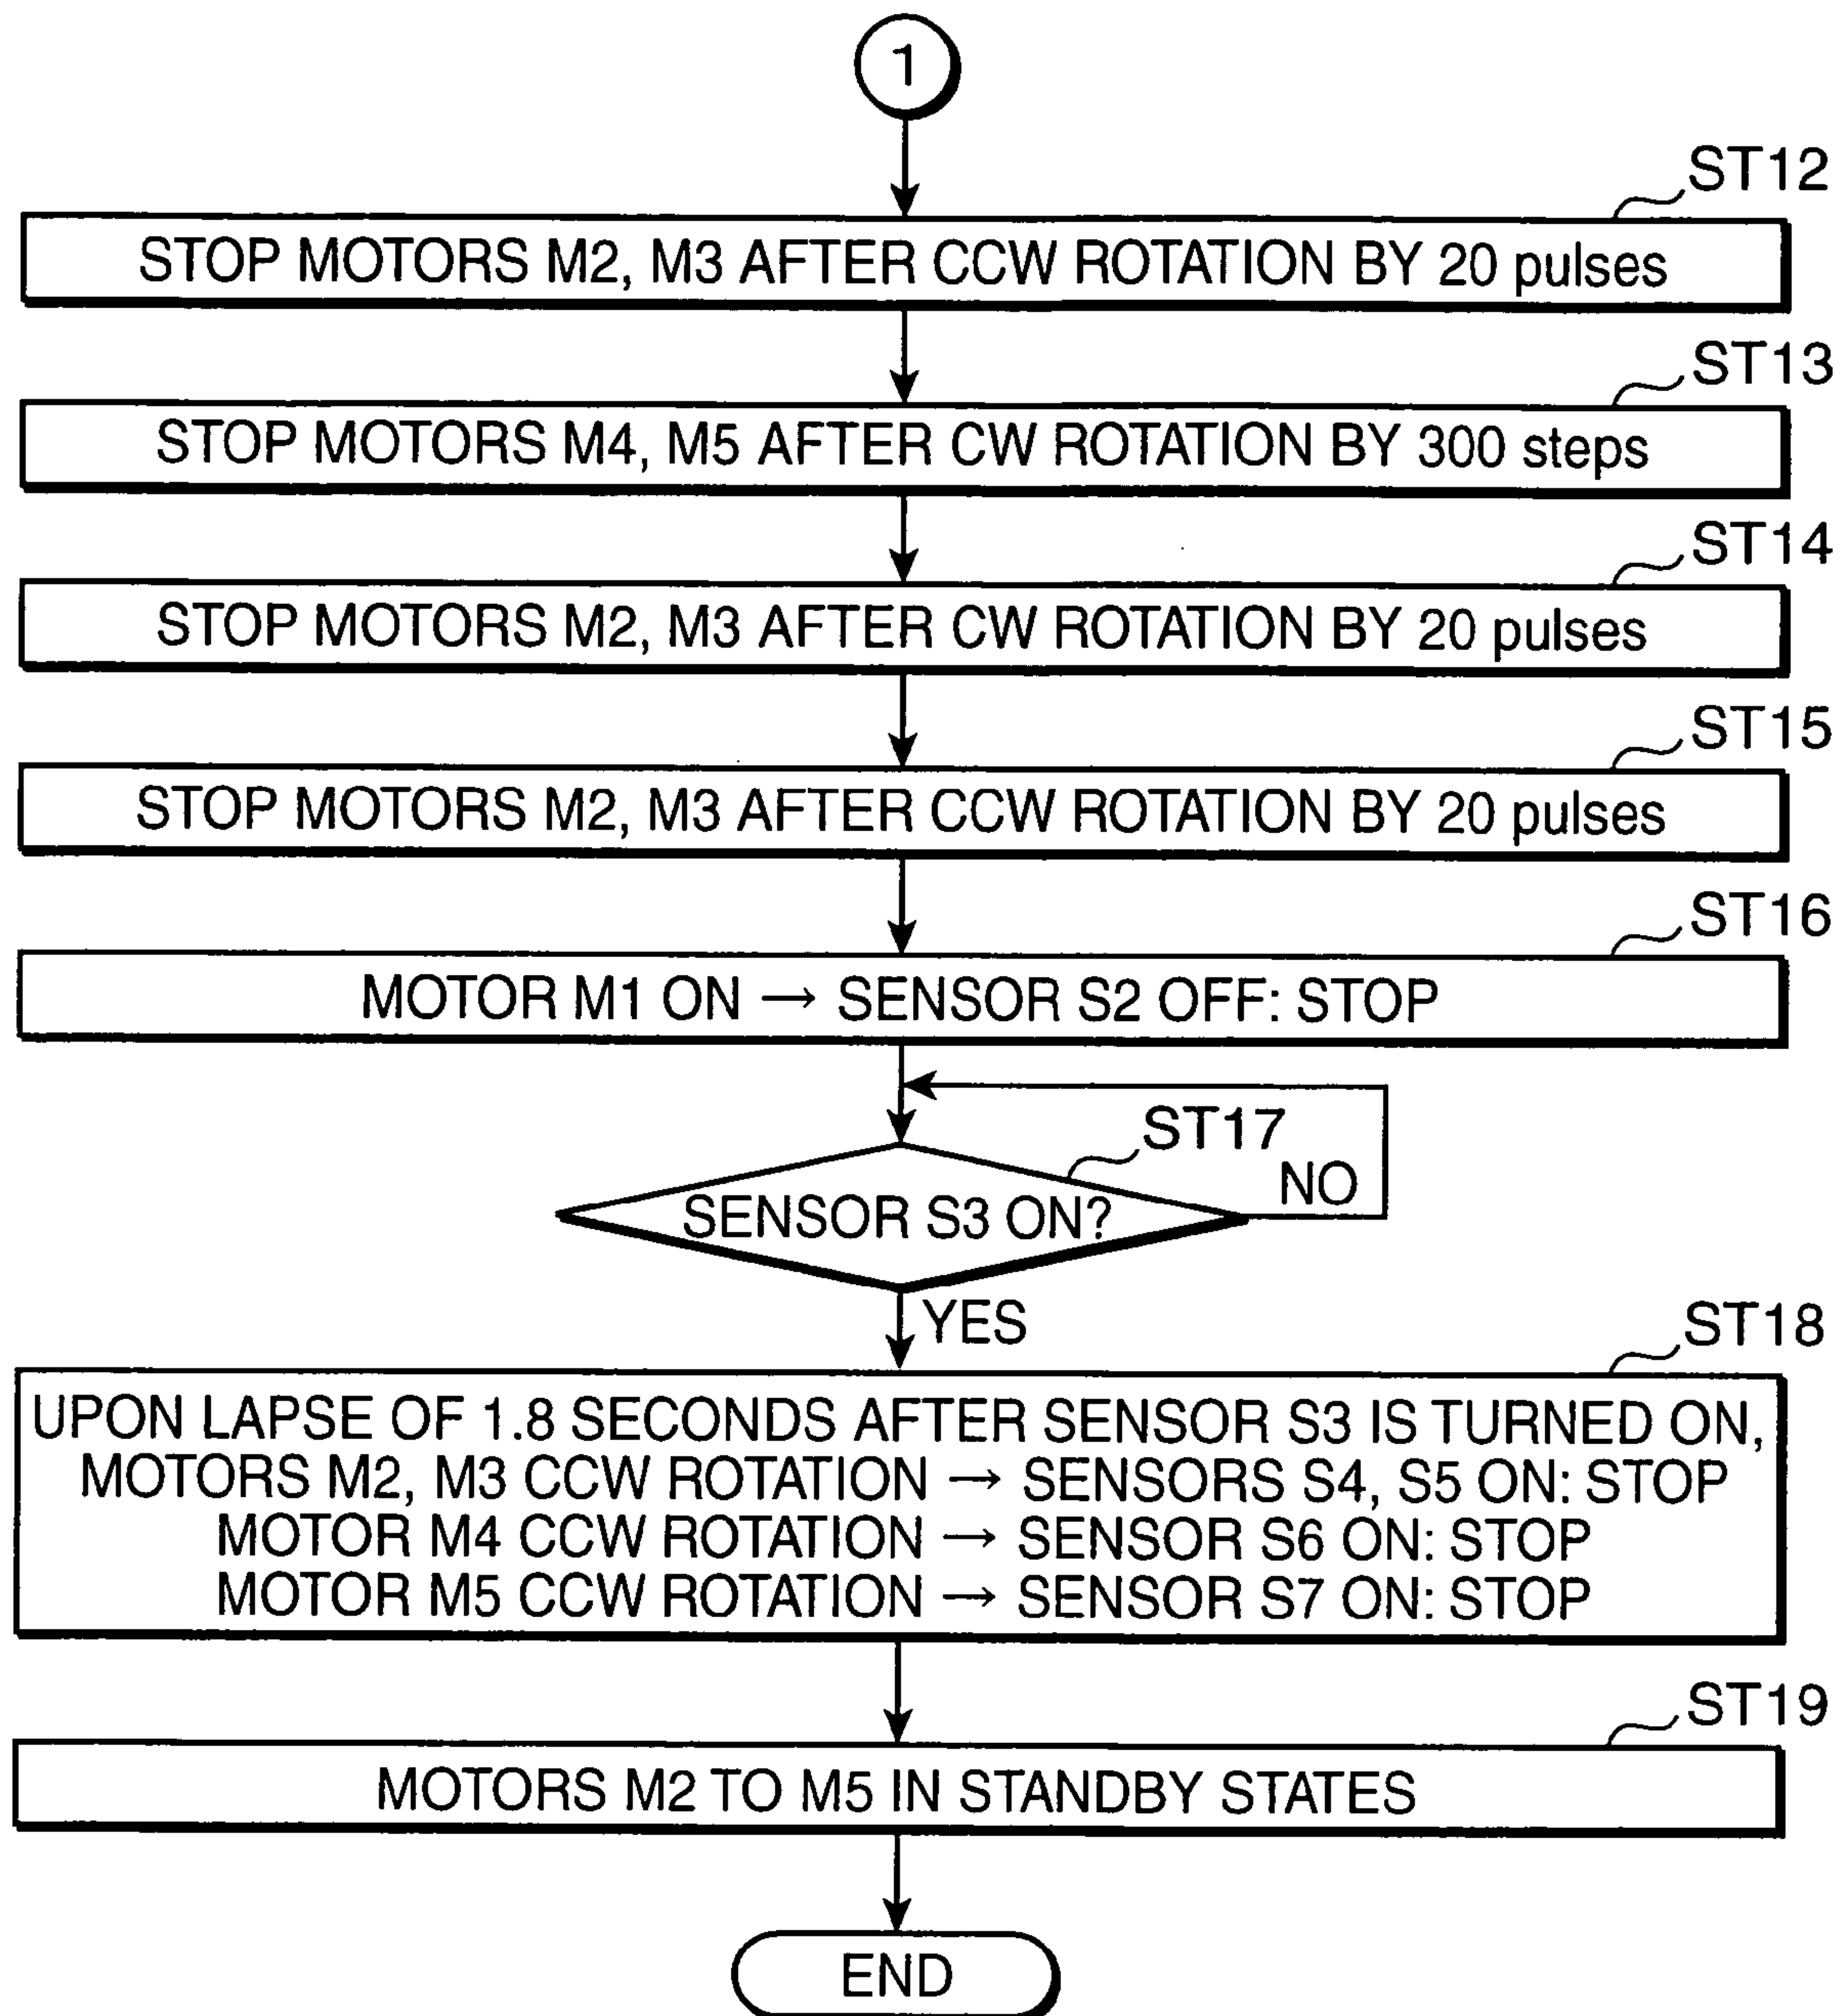 1
ST12
STOP MOTORS M2, M3 AFTER CCW ROTATION BY 20 pulses
ST13
STOP MOTORS M4, M5 AFTER CW ROTATION BY 300 steps
ST14
STOP MOTORS M2, M3 AFTER CW ROTATION BY 20 pulses
ST15
STOP MOTORS M2, M3 AFTER CCW ROTATION BY 20 pulses
ST16
MOTOR M1 ON → SENSOR S2 OFF: STOP
ST17
NO
SENSOR S3 ON?
YES
ST18
UPON LAPSE OF 1.8 SECONDS AFTER SENSOR S3 IS TURNED ON,
MOTORS M2, M3 CCW ROTATION → SENSORS S4, S5 ON: STOP
MOTOR M4 CCW ROTATION → SENSOR S6 ON: STOP
MOTOR M5 CCW ROTATION → SENSOR S7 ON: STOP
ST19
MOTORS M2 TO M5 IN STANDBY STATES
END